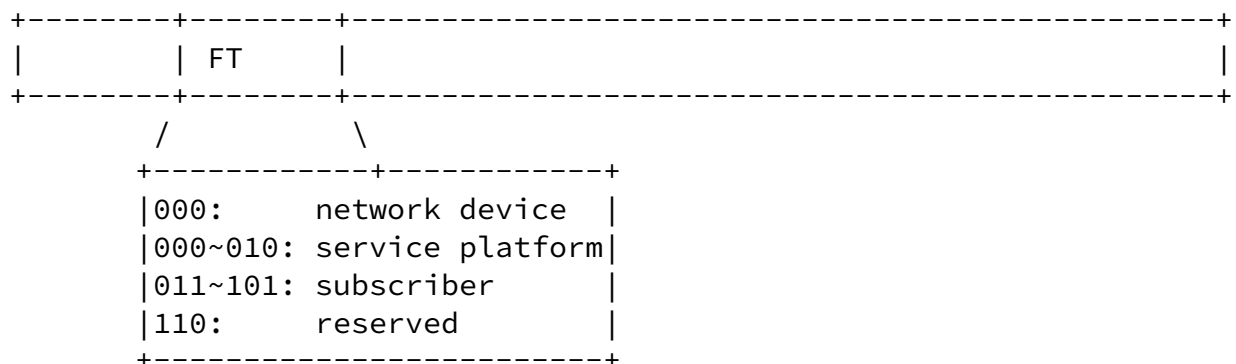 FT
000: network device
000~010: service platform
011~101: subscriber
110: reserved